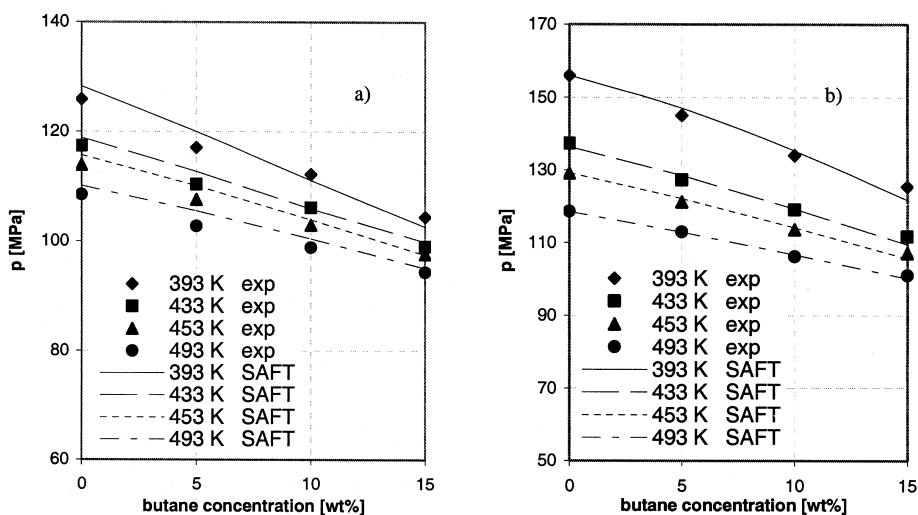 140
120
100
80
60
p [MPa]
a)
393 K exp
433 K exp
453 K exp
493 K exp
393 K SAFT
433 K SAFT
453 K SAFT
493 K SAFT
0 5 10 15
butane concentration [wt%]
170
150
130
110
90
70
50
p [MPa]
b)
393 K exp
433 K exp
453 K exp
493 K exp
393 K SAFT
433 K SAFT
453 K SAFT
493 K SAFT
0 5 10 15
butane concentration [wt%]